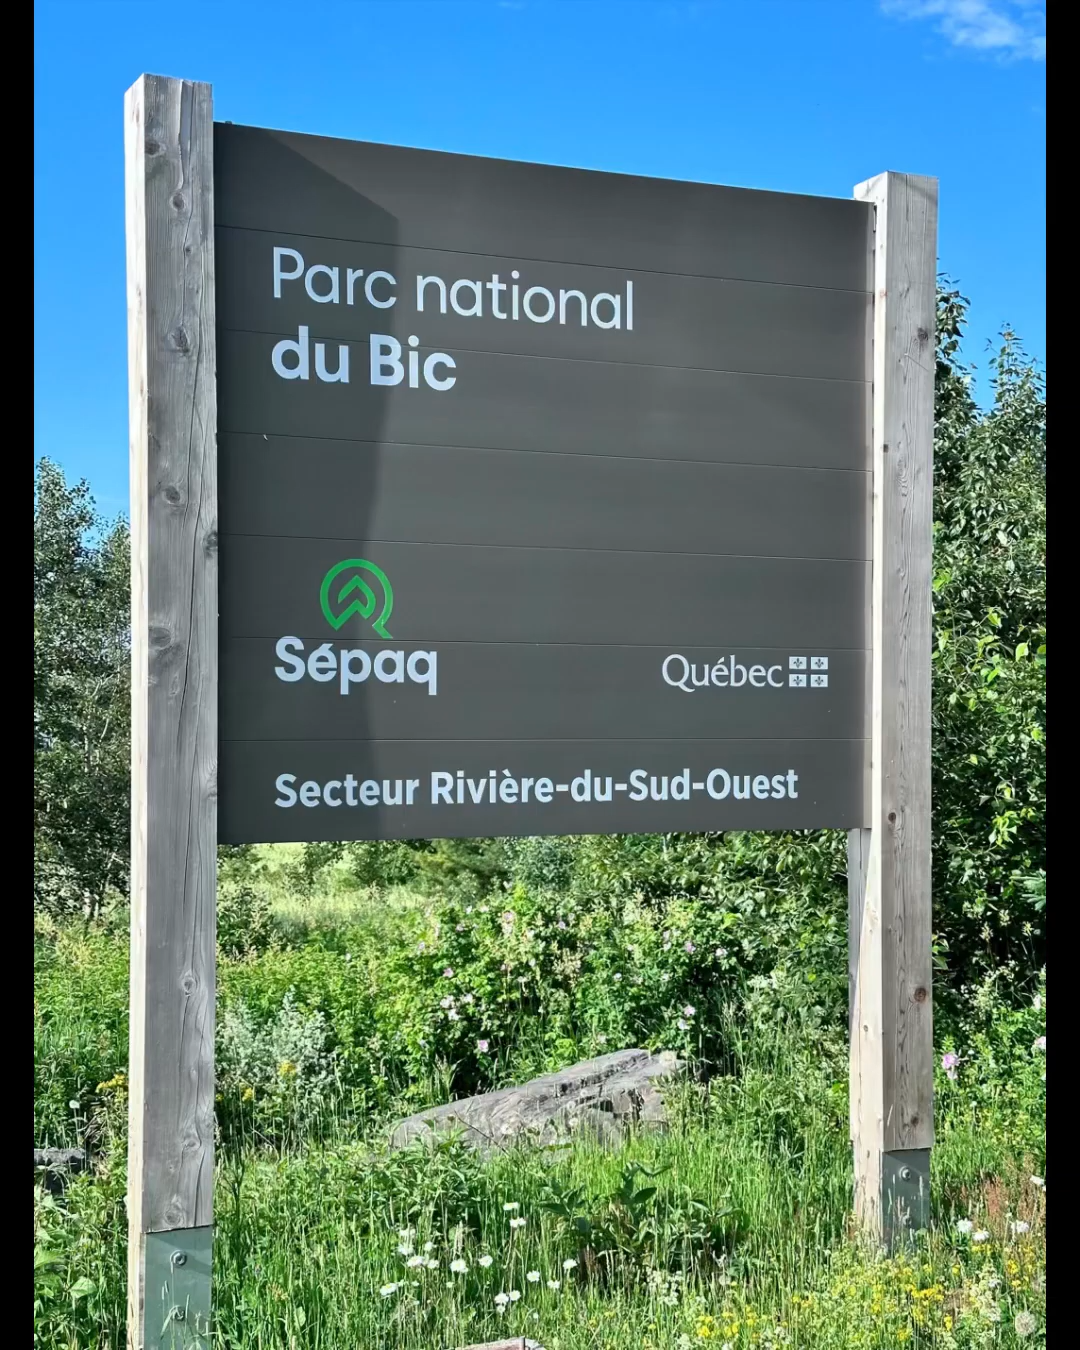 Parc national
du Bic
Sépaq
Québec
Secteur Rivière-du-Sud-Ouest